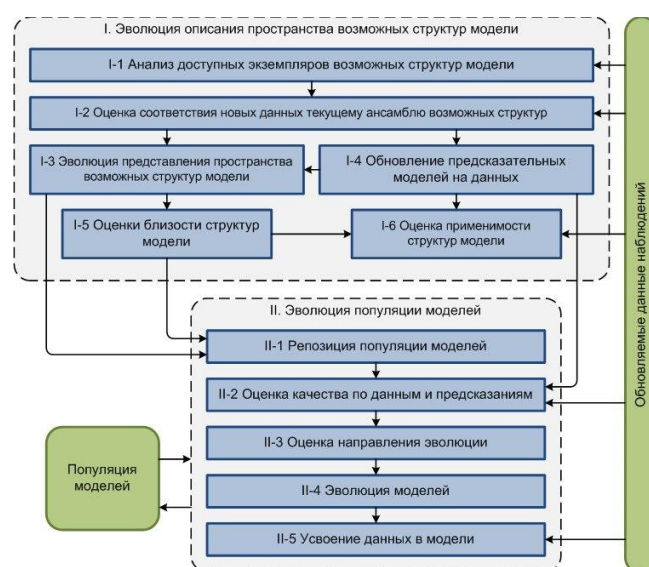 I. Эволюция описания пространства возможных структур модели
I-1 Анализ доступных экземпляров возможных структур модели
I-2 Оценка соответствия новых данных текущему ансамблю возможных структур
I-3 Эволюция представления пространства
возможных структур модели
I-4 Обновление предсказательных
моделей на данных
I-5 Оценки близости структур
модели
I-6 Оценка применимости
структур модели
II. Эволюция популяции моделей
II-1 Репозиция популяции моделей
II-2 Оценка качества по данным и предсказаниям
II-3 Оценка направления эволюции
II-4 Эволюция моделей
II-5 Усвоение данных в модели
Популяция
моделей
Обновляемые данные наблюдений